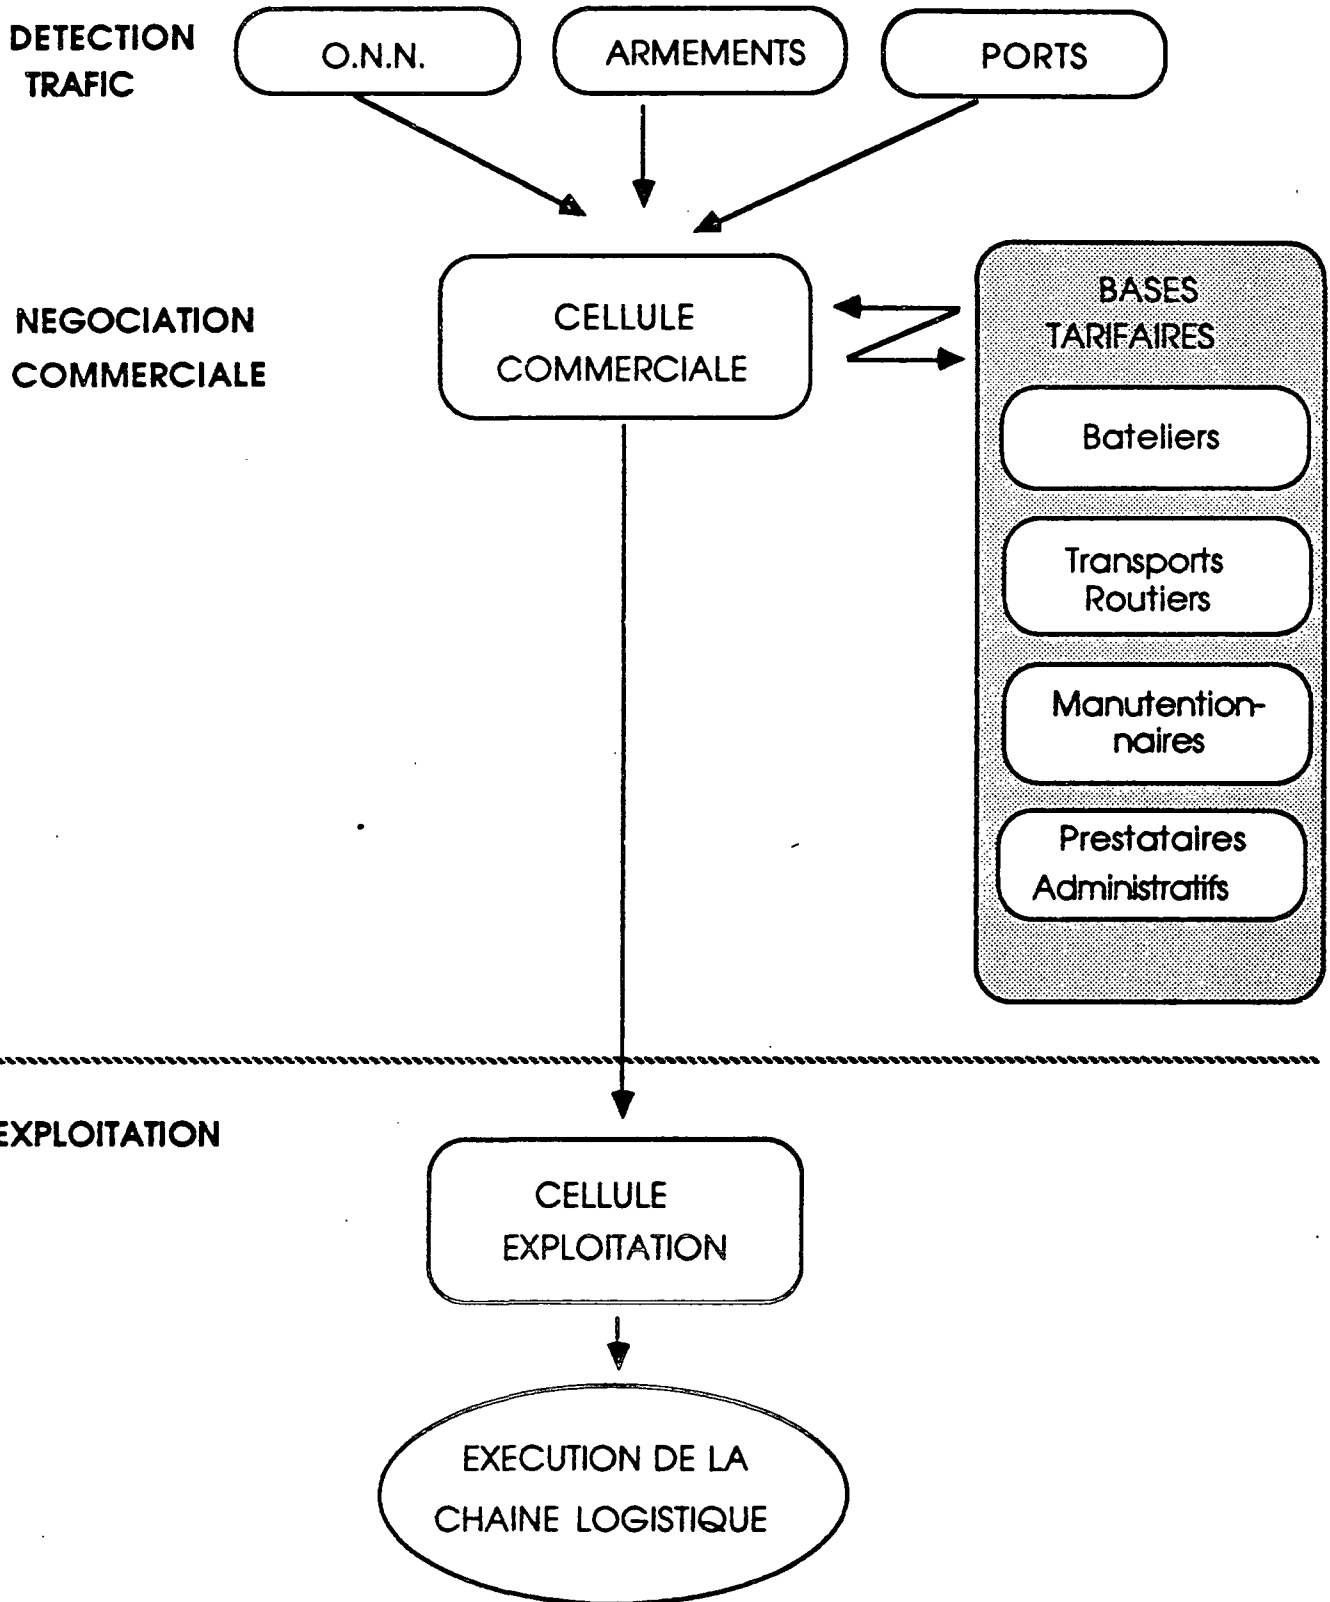 DETECTION
TRAFIC
O.N.N.
ARMEMENTS
PORTS
NEGOCIATION
COMMERCIALE
CELLULE
COMMERCIALE
BASES
TARIFAIRES
Bateliers
Transports
Routiers
Manutention-
naires
Prestataires
Administratifs
EXPLOITATION
CELLULE
EXPLOITATION
EXECUTION DE LA
CHAINE LOGISTIQUE